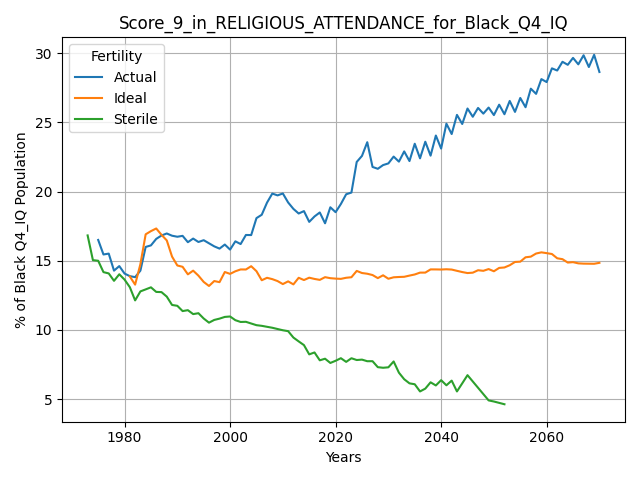 Score_9_in_RELIGIOUS_ATTENDANCE_for_Black_Q4_IQ
Fertility
Actual
Ideal
Sterile
% of Black Q4_IQ Population
30
25
20
15
10
5
1980
2000
2020
2040
2060
Years